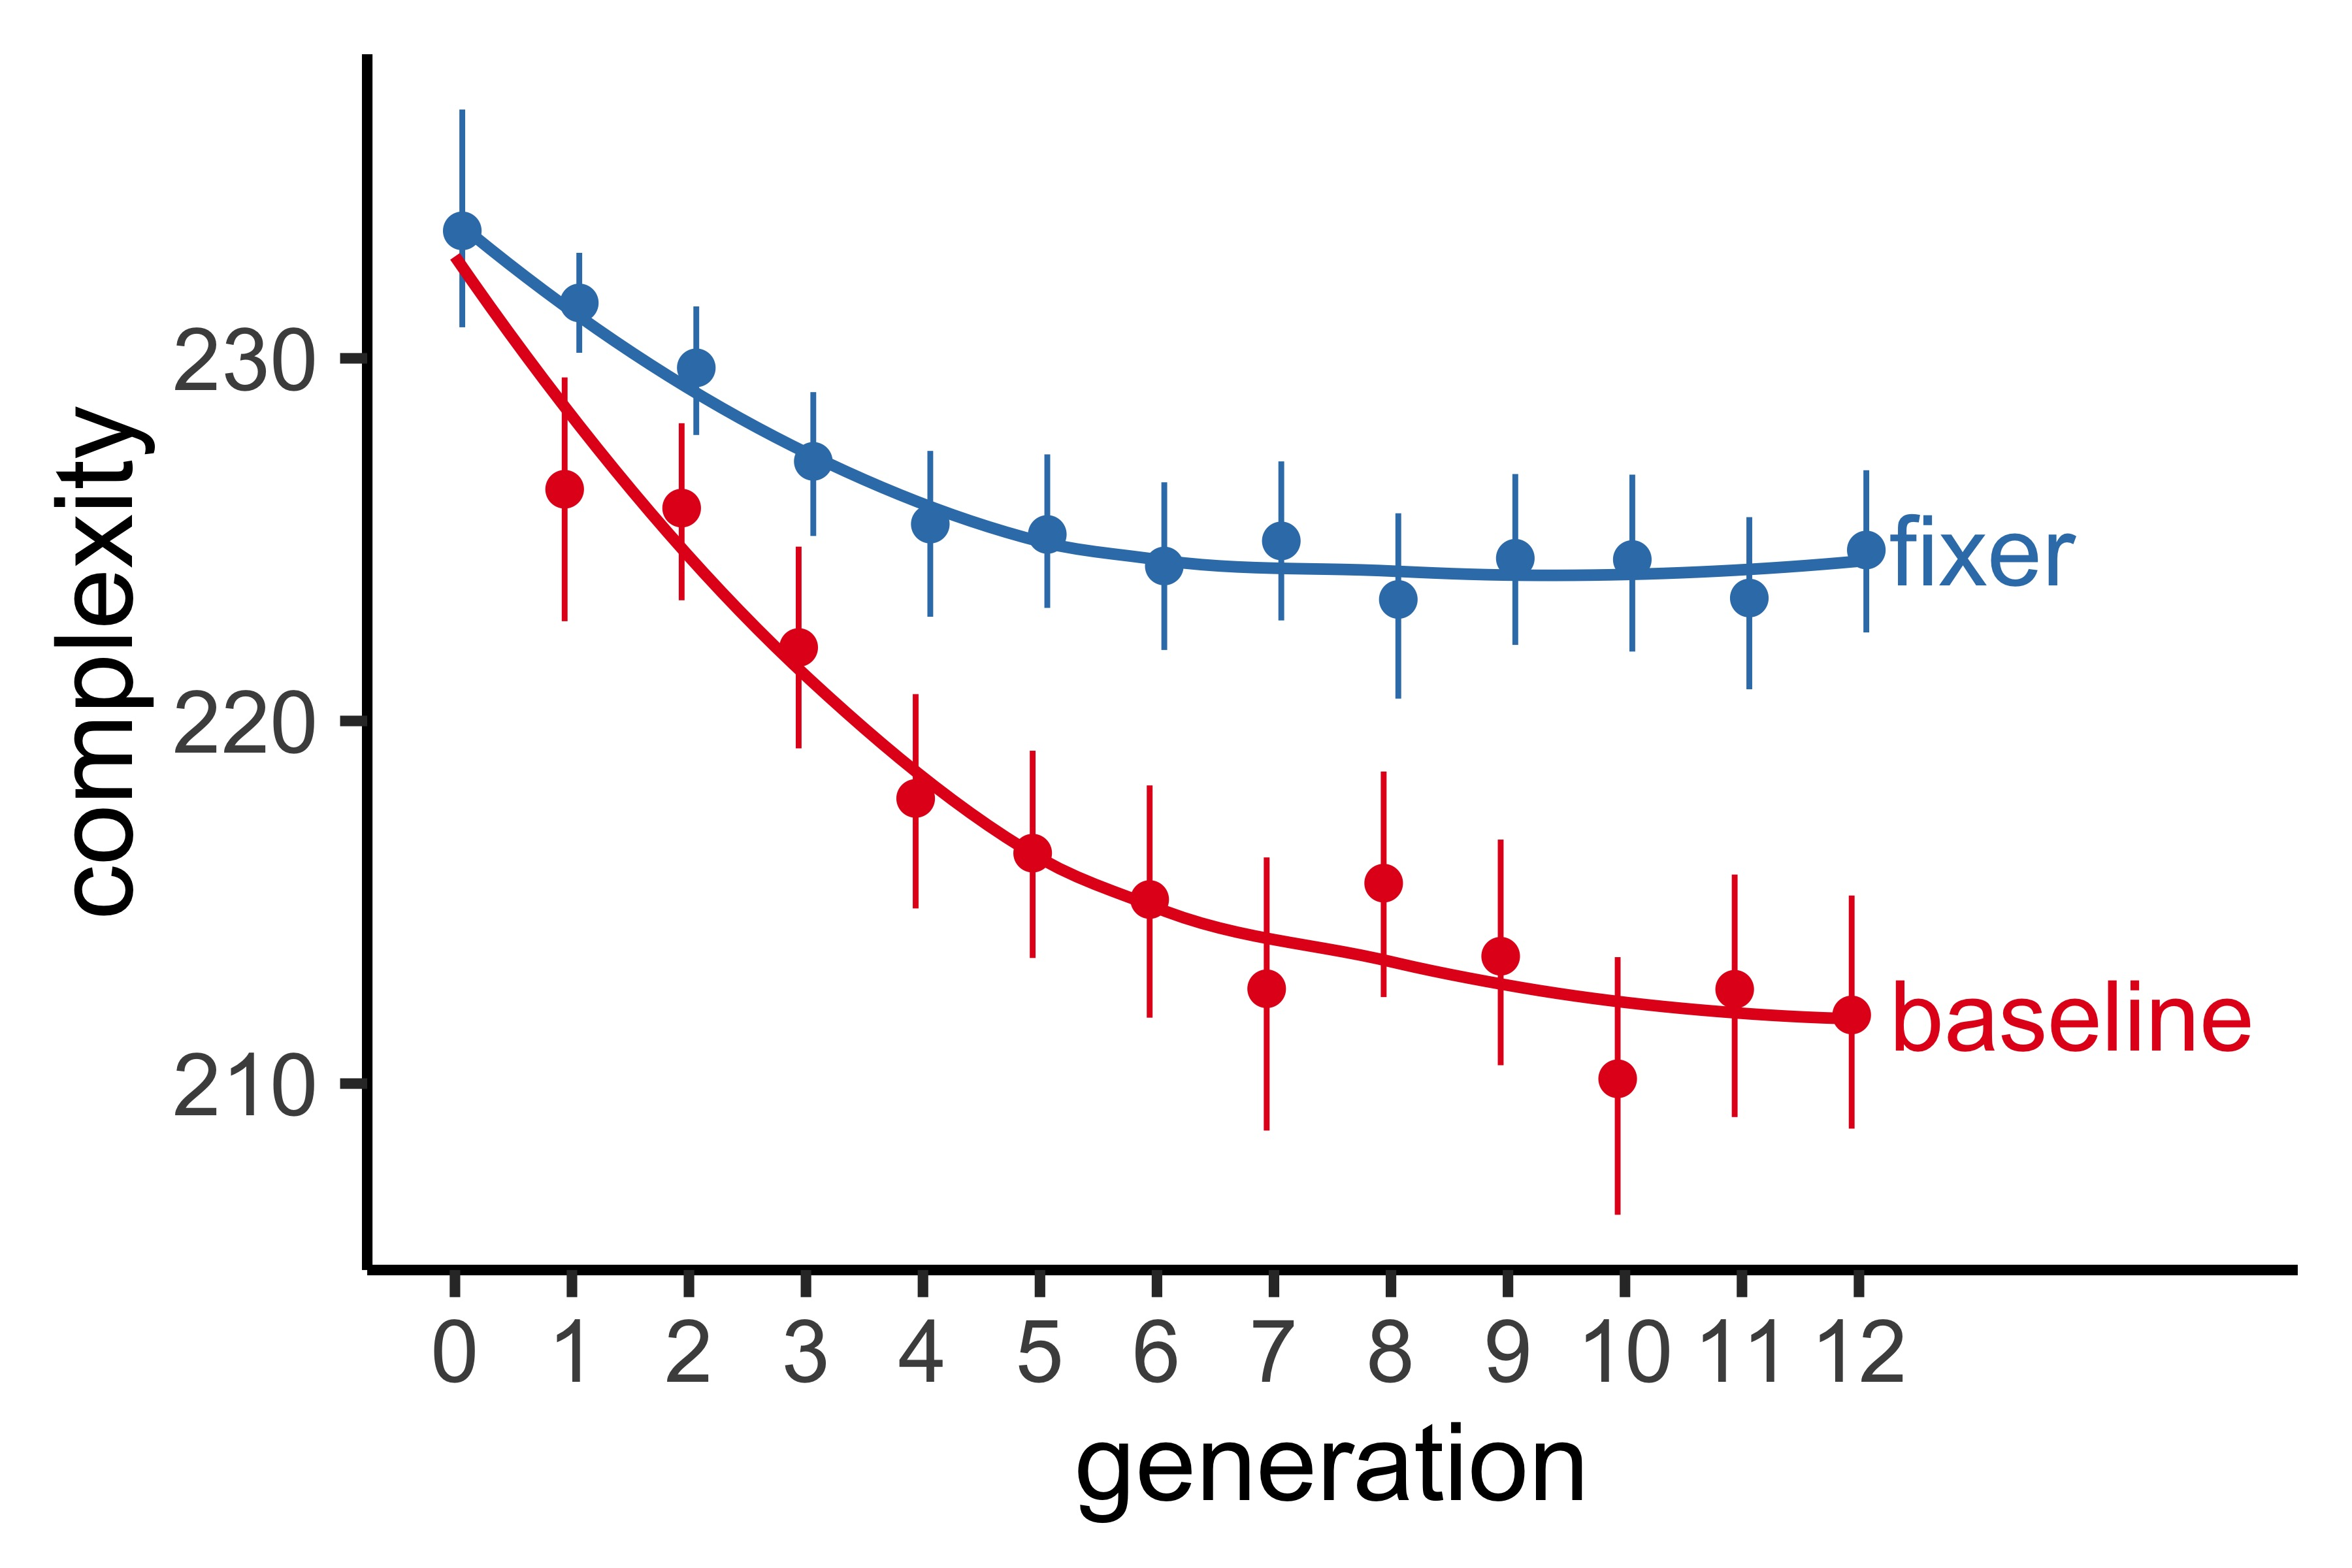 complexity
230
220
210
fixer
baseline
0 1 2 3 4 5 6 7 8 9 10 11 12
generation